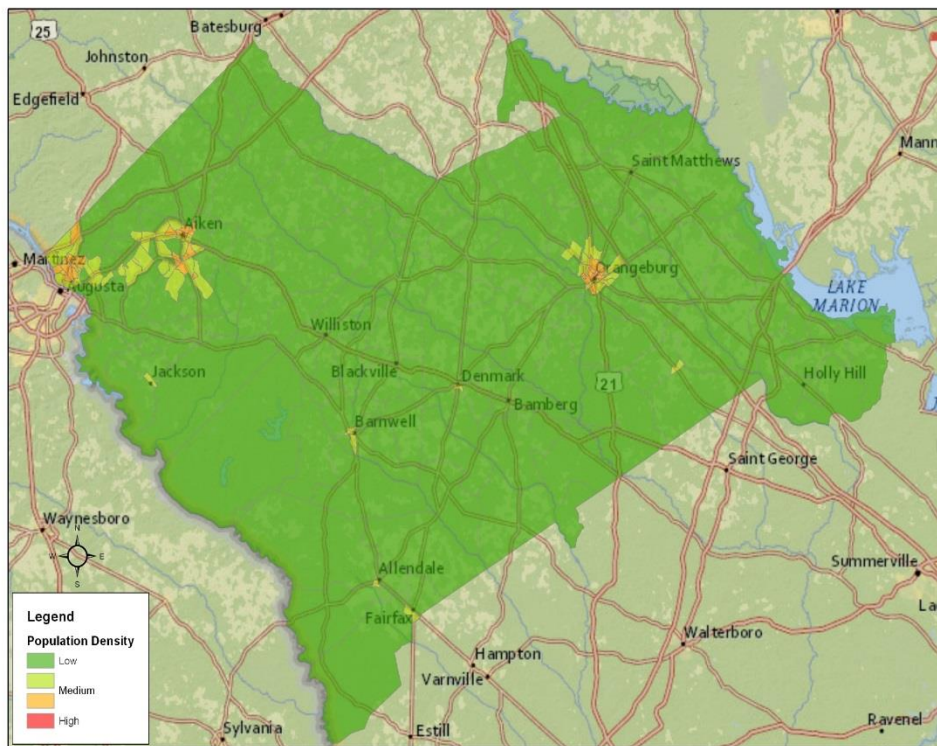 Batesburg
25
Johnston
Edgefield
Mann
Saint Matthews
Aiken
Martinez
Augusta
Orangeburg
LAKE
MARION
Williston
Jackson
Blackville
Denmark
21
Holly Hill
Bamberg
Barnwell
Saint George
Waynesboro
N
W
E
S
Allendale
Summerville
Fairfax
La
Walterboro
Hampton
Varnville
Ravenel
Sylvania
Estill
Legend
Population Density
Low
Medium
High